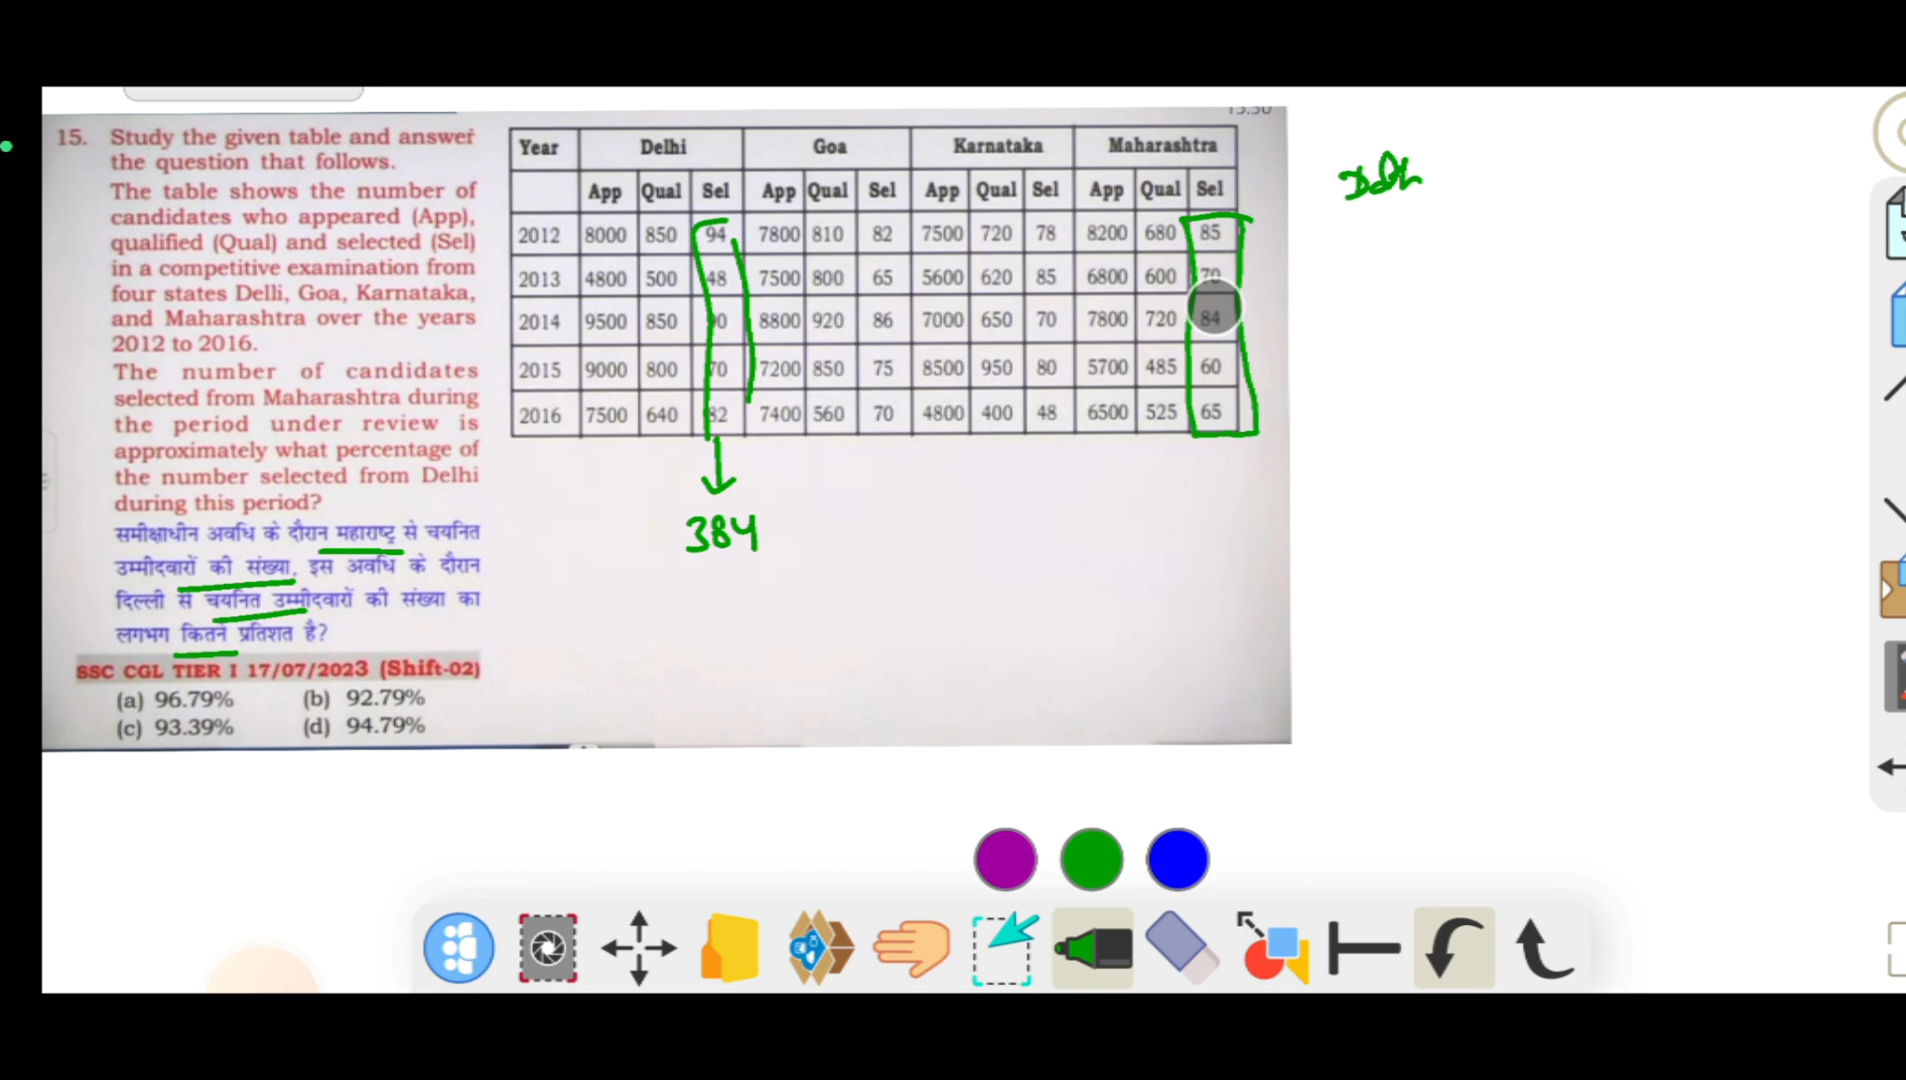 15. Study the given table and answer
the question that follows.
The table shows the number of
candidates who appeared (App),
qualified (Qual) and selected (Sel)
in a competitive examination from
four states Delli, Goa, Karnataka,
and Maharashtra over the years
2012 to 2016.
The number of candidates
selected from Maharashtra during
the period under review is
approximately what percentage of
the number selected from Delhi
during this period?
समीक्षाधीन अवधि के दौरान महाराष्ट्र से चयनित
उम्मीदवारों की संख्या, इस अवधि के दौरान
दिल्ली से चयनित उम्मीदवारों की संख्या का
लगभग कितने प्रतिशत है?
SSC CGL TIER I 17/07/2023 (Shift-02)
(a) 96.79% (b) 92.79%
(c) 93.39% (d) 94.79%
Year Delhi Goa Karnataka Maharashtra
App Qual Sel App Qual Sel App Qual Sel App Qual Sel
2012 8000 850 94 7800 810 82 7500 720 78 8200 680 85
2013 4800 500 48 7500 800 65 5600 620 85 6800 600 70
2014 9500 850 90 8800 920 86 7000 650 70 7800 720 84
2015 9000 800 70 7200 850 75 8500 950 80 5700 485 60
2016 7500 640 82 7400 560 70 4800 400 48 6500 525 65
384